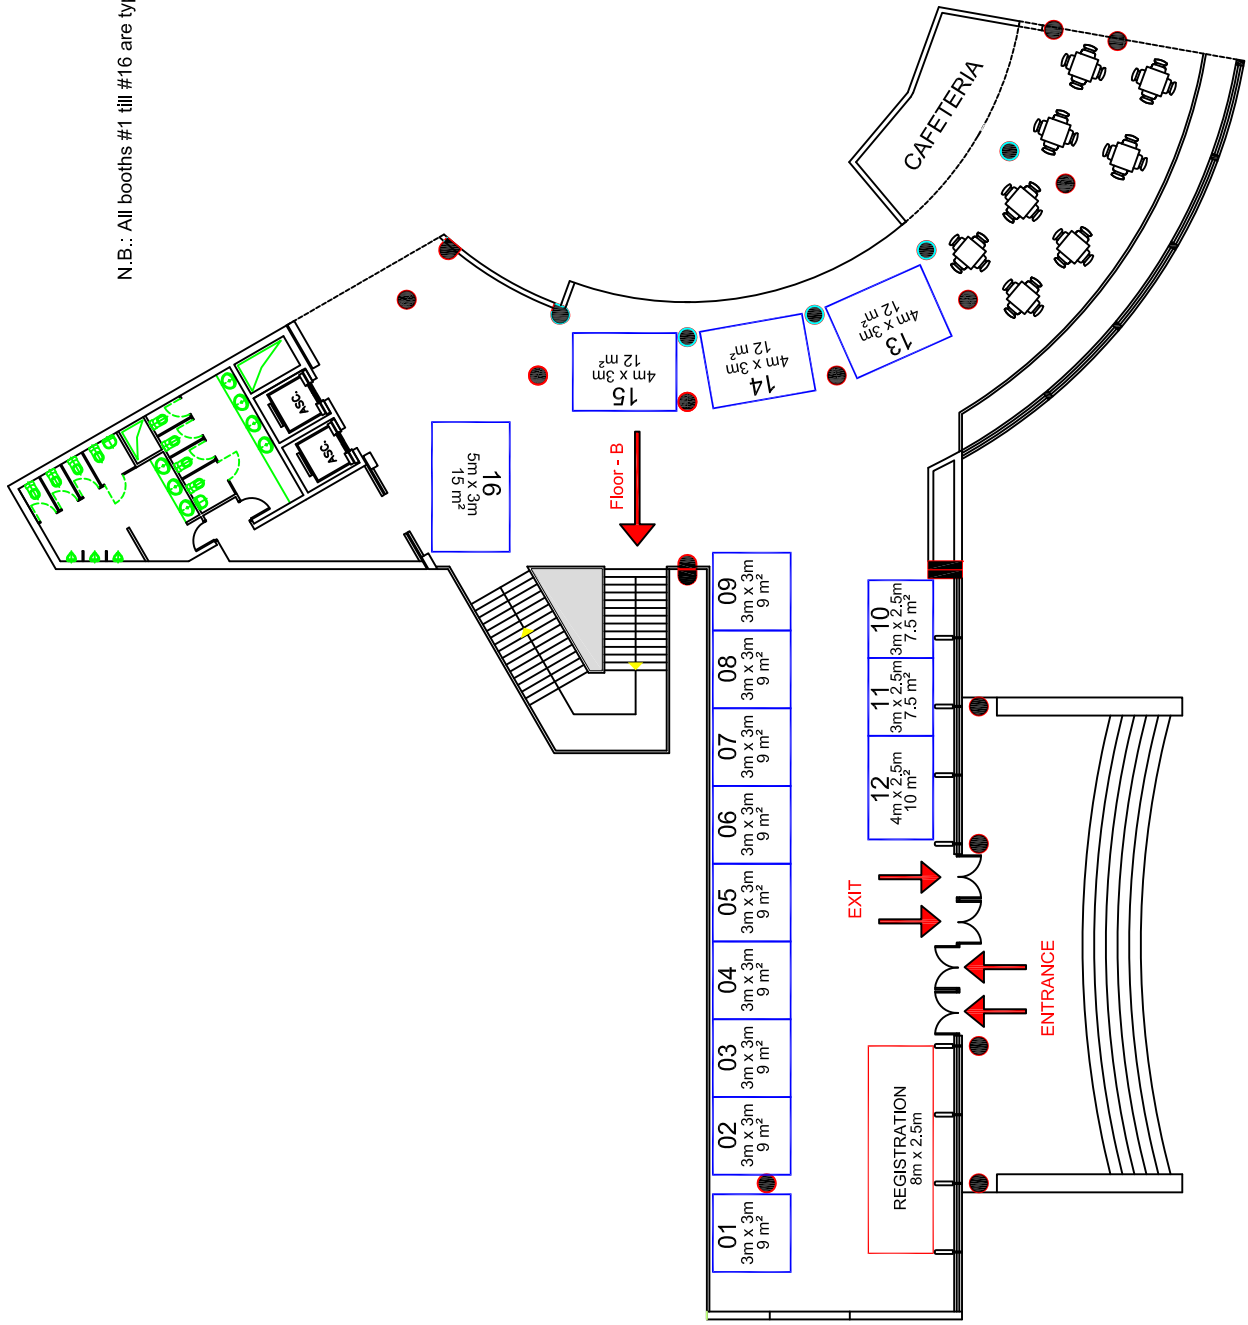 N.B.: All booths #1 till #16 are
CAFETERIA
13
4m x 3m
12 m²
14
4m x 3m
12 m²
15
4m x 3m
12 m²
ASC.
ASC.
16
5m x 3m
15 m²
Floor - B
09
3m x 3m
9 m²
08
3m x 3m
9 m²
07
3m x 3m
9 m²
06
3m x 3m
9 m²
05
3m x 3m
9 m²
04
3m x 3m
9 m²
03
3m x 3m
9 m²
02
3m x 3m
9 m²
01
3m x 3m
9 m²
10
3m x 2.5m
7.5 m²
11
3m x 2.5m
7.5 m²
12
4m x 2.5m
10 m²
EXIT
ENTRANCE
REGISTRATION
8m x 2.5m